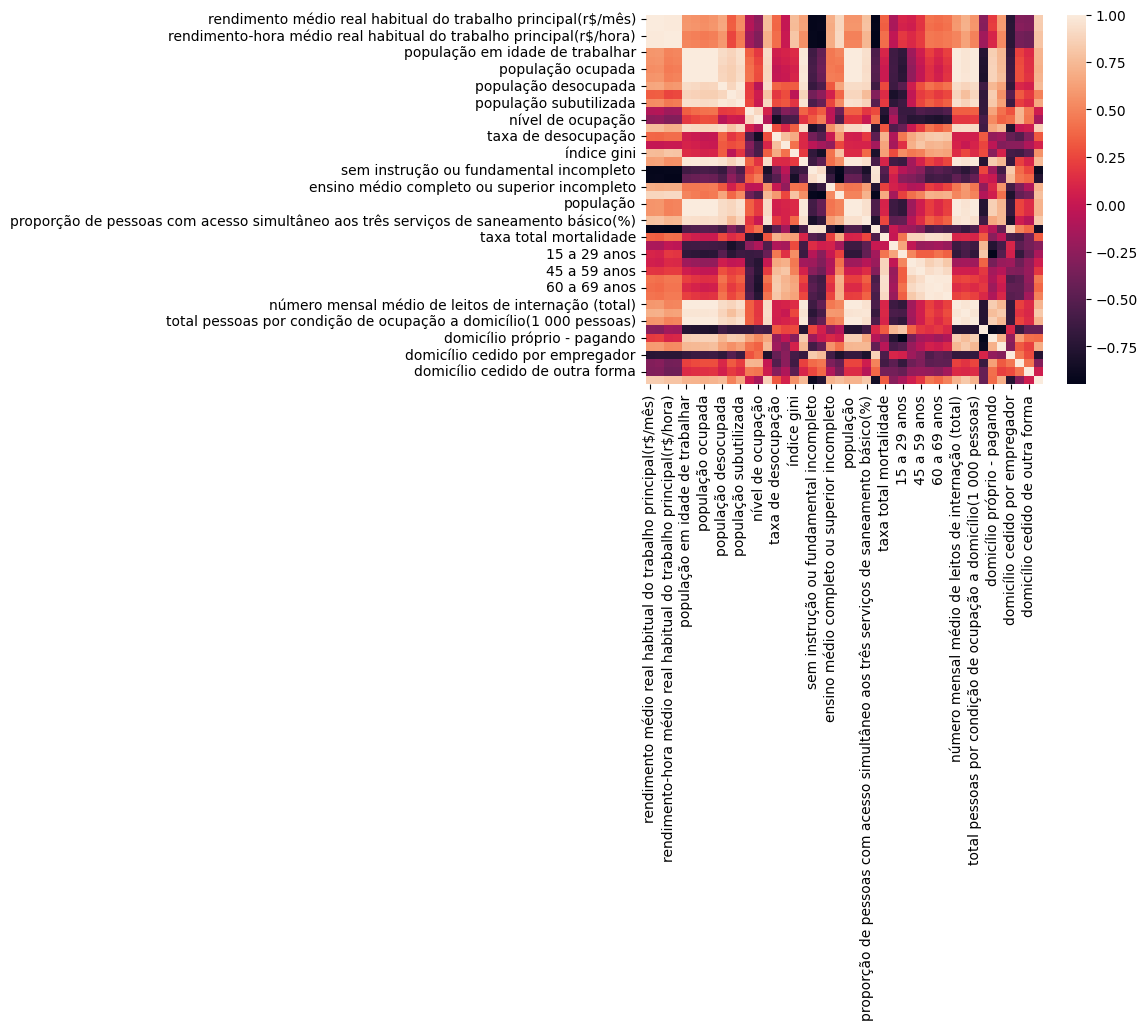 rendimento médio real habitual do trabalho principal(r$/mês)
rendimento-hora médio real habitual do trabalho principal(r$/hora)
população em idade de trabalhar
população ocupada
população desocupada
população subutilizada
nível de ocupação
taxa de desocupação
índice gini
sem instrução ou fundamental incompleto
ensino médio completo ou superior incompleto
população
proporção de pessoas com acesso simultâneo aos três serviços de saneamento básico(%)
taxa total mortalidade
15 a 29 anos
45 a 59 anos
60 a 69 anos
número mensal médio de leitos de internação (total)
total pessoas por condição de ocupação a domicílio(1 000 pessoas)
domicílio próprio - pagando
domicílio cedido por empregador
domicílio cedido de outra forma
rendimento médio real habitual do trabalho principal(r$/mês)
rendimento-hora médio real habitual do trabalho principal(r$/hora)
população em idade de trabalhar
população ocupada
população desocupada
população subutilizada
nível de ocupação
taxa de desocupação
índice gini
sem instrução ou fundamental incompleto
ensino médio completo ou superior incompleto
população
proporção de pessoas com acesso simultâneo aos três serviços de saneamento básico(%)
taxa total mortalidade
15 a 29 anos
45 a 59 anos
60 a 69 anos
número mensal médio de leitos de internação (total)
total pessoas por condição de ocupação a domicílio(1 000 pessoas)
domicílio próprio - pagando
domicílio cedido por empregador
domicílio cedido de outra forma
1.00
0.75
0.50
0.25
0.00
−0.25
−0.50
−0.75